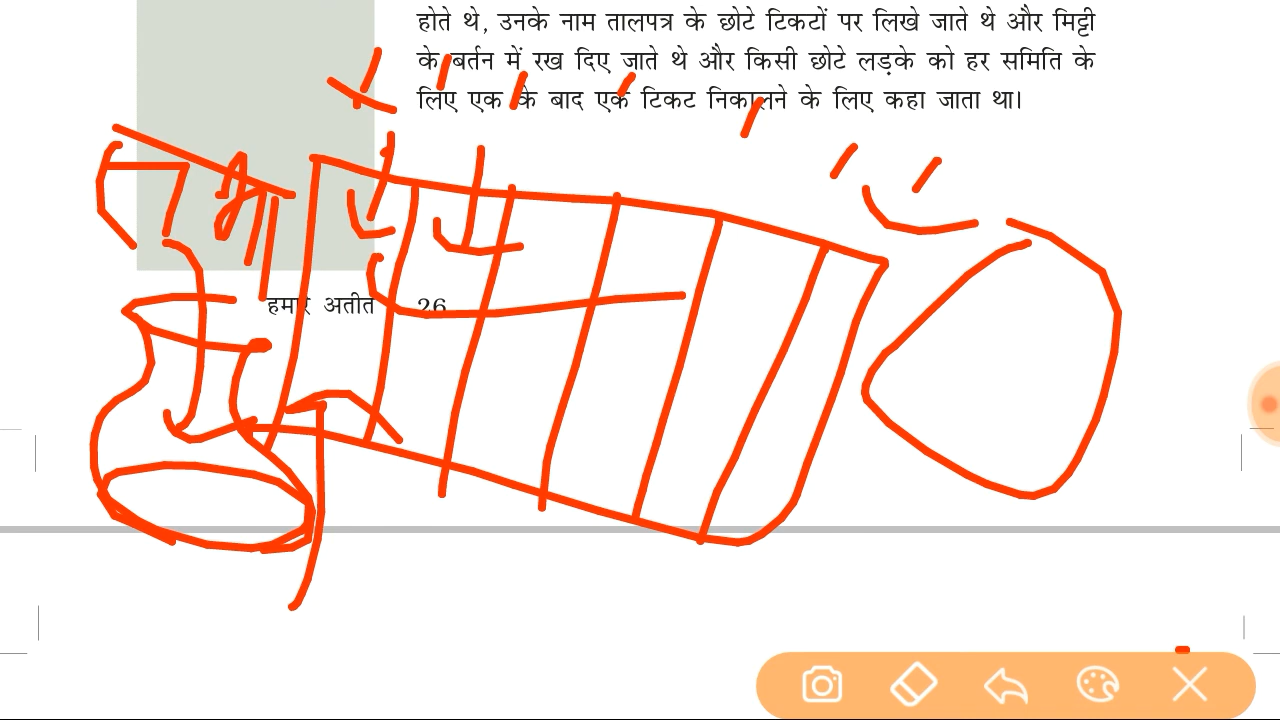 होते थे, उनके नाम तालपत्र के छोटे टिकटों पर लिखे जाते थे और मिट्टी
के बर्तन में रख दिए जाते थे और किसी छोटे लड़के को हर समिति के
लिए एक के बाद एक टिकट निकालने के लिए कहा जाता था।
हमारे अतीत 26